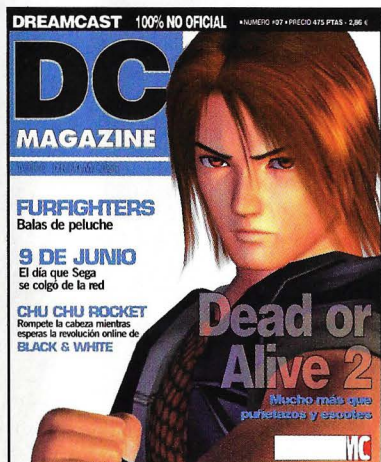 DREAMCAST 100% NO OFICIAL • NUMERO #07 • PRECIO 475 PTAS - 2,86 €
DC
MAGAZINE
FURFIGHTERS
Balas de peluche
9 DE JUNIO
El día que Sega
se colgó de la red
CHU CHU ROCKET
Rompete la cabeza mientras
esperas la revolución online de
BLACK & WHITE
Dead or
Alive 2
Mucho más que
puñetazos y escotes
MC